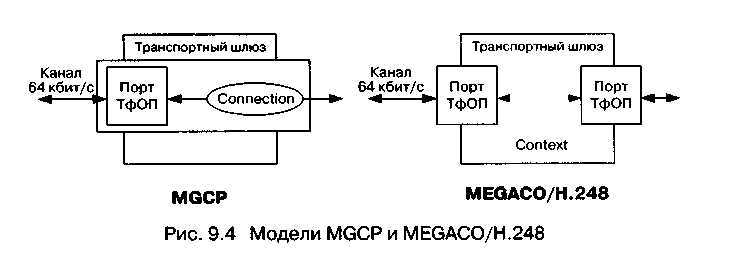 Транспортный шлюз
Канал
64 кбит/с
Порт
ТфОП
Connection
MGCP
Транспортный шлюз
Канал
64 кбит/с
Порт
ТфОП
Порт
ТфОП
Context
MEGACO/H.248
Рис. 9.4 Модели MGCP и MEGACO/H.248